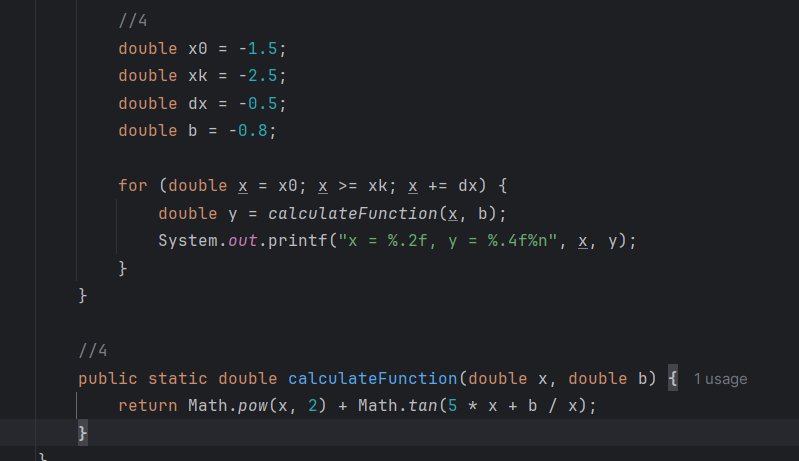 //4
double x0 = -1.5;
double xk = -2.5;
double dx = -0.5;
double b = -0.8;
for (double x = x0; x >= xk; x += dx) {
double y = calculateFunction(x, b);
System.out.printf("x = %.2f, y = %.4f%n", x, y);
}
}
//4
public static double calculateFunction(double x, double b) { 1 usage
return Math.pow(x, 2) + Math.tan(5 * x + b / x);
}
}